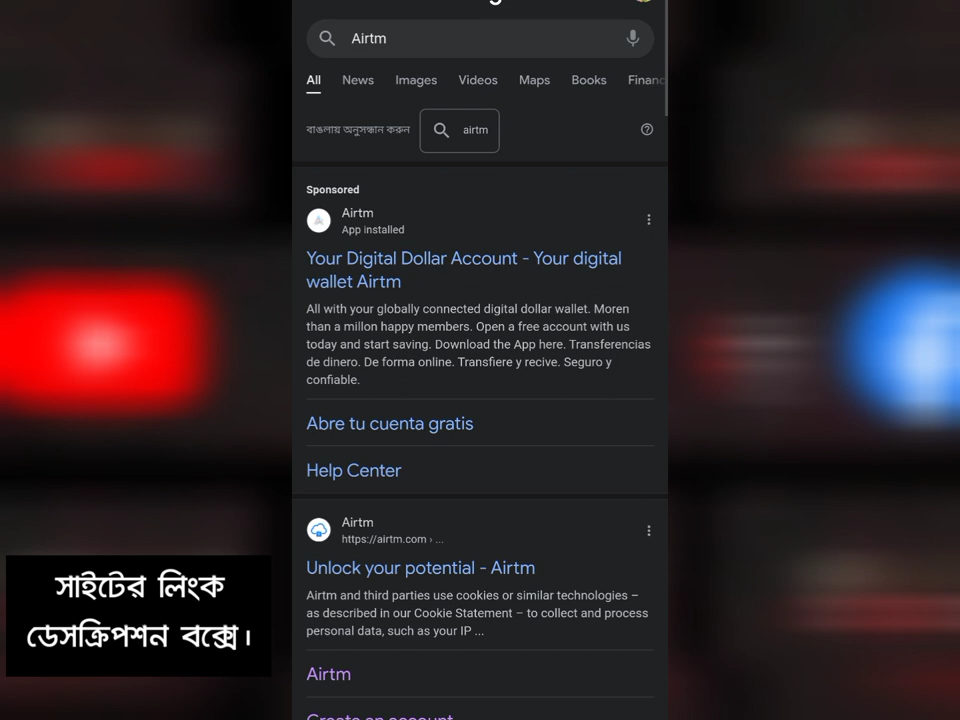 Airtm
All News Images Videos Maps Books Financ
বাঙলায় অনুসন্ধান করুন airtm
Sponsored
Airtm
App installed
Your Digital Dollar Account - Your digital
wallet Airtm
All with your globally connected digital dollar wallet. Moren
than a millon happy members. Open a free account with us
today and start saving. Download the App here. Transferencias
de dinero. De forma online. Transfiere y recive. Seguro y
confiable.
Abre tu cuenta gratis
Help Center
Airtm
https://airtm.com › ...
Unlock your potential - Airtm
Airtm and third parties use cookies or similar technologies –
as described in our Cookie Statement – to collect and process
personal data, such as your IP ...
Airtm
Create an account
সাইটের লিংক
ডেসক্রিপশন বক্সে।